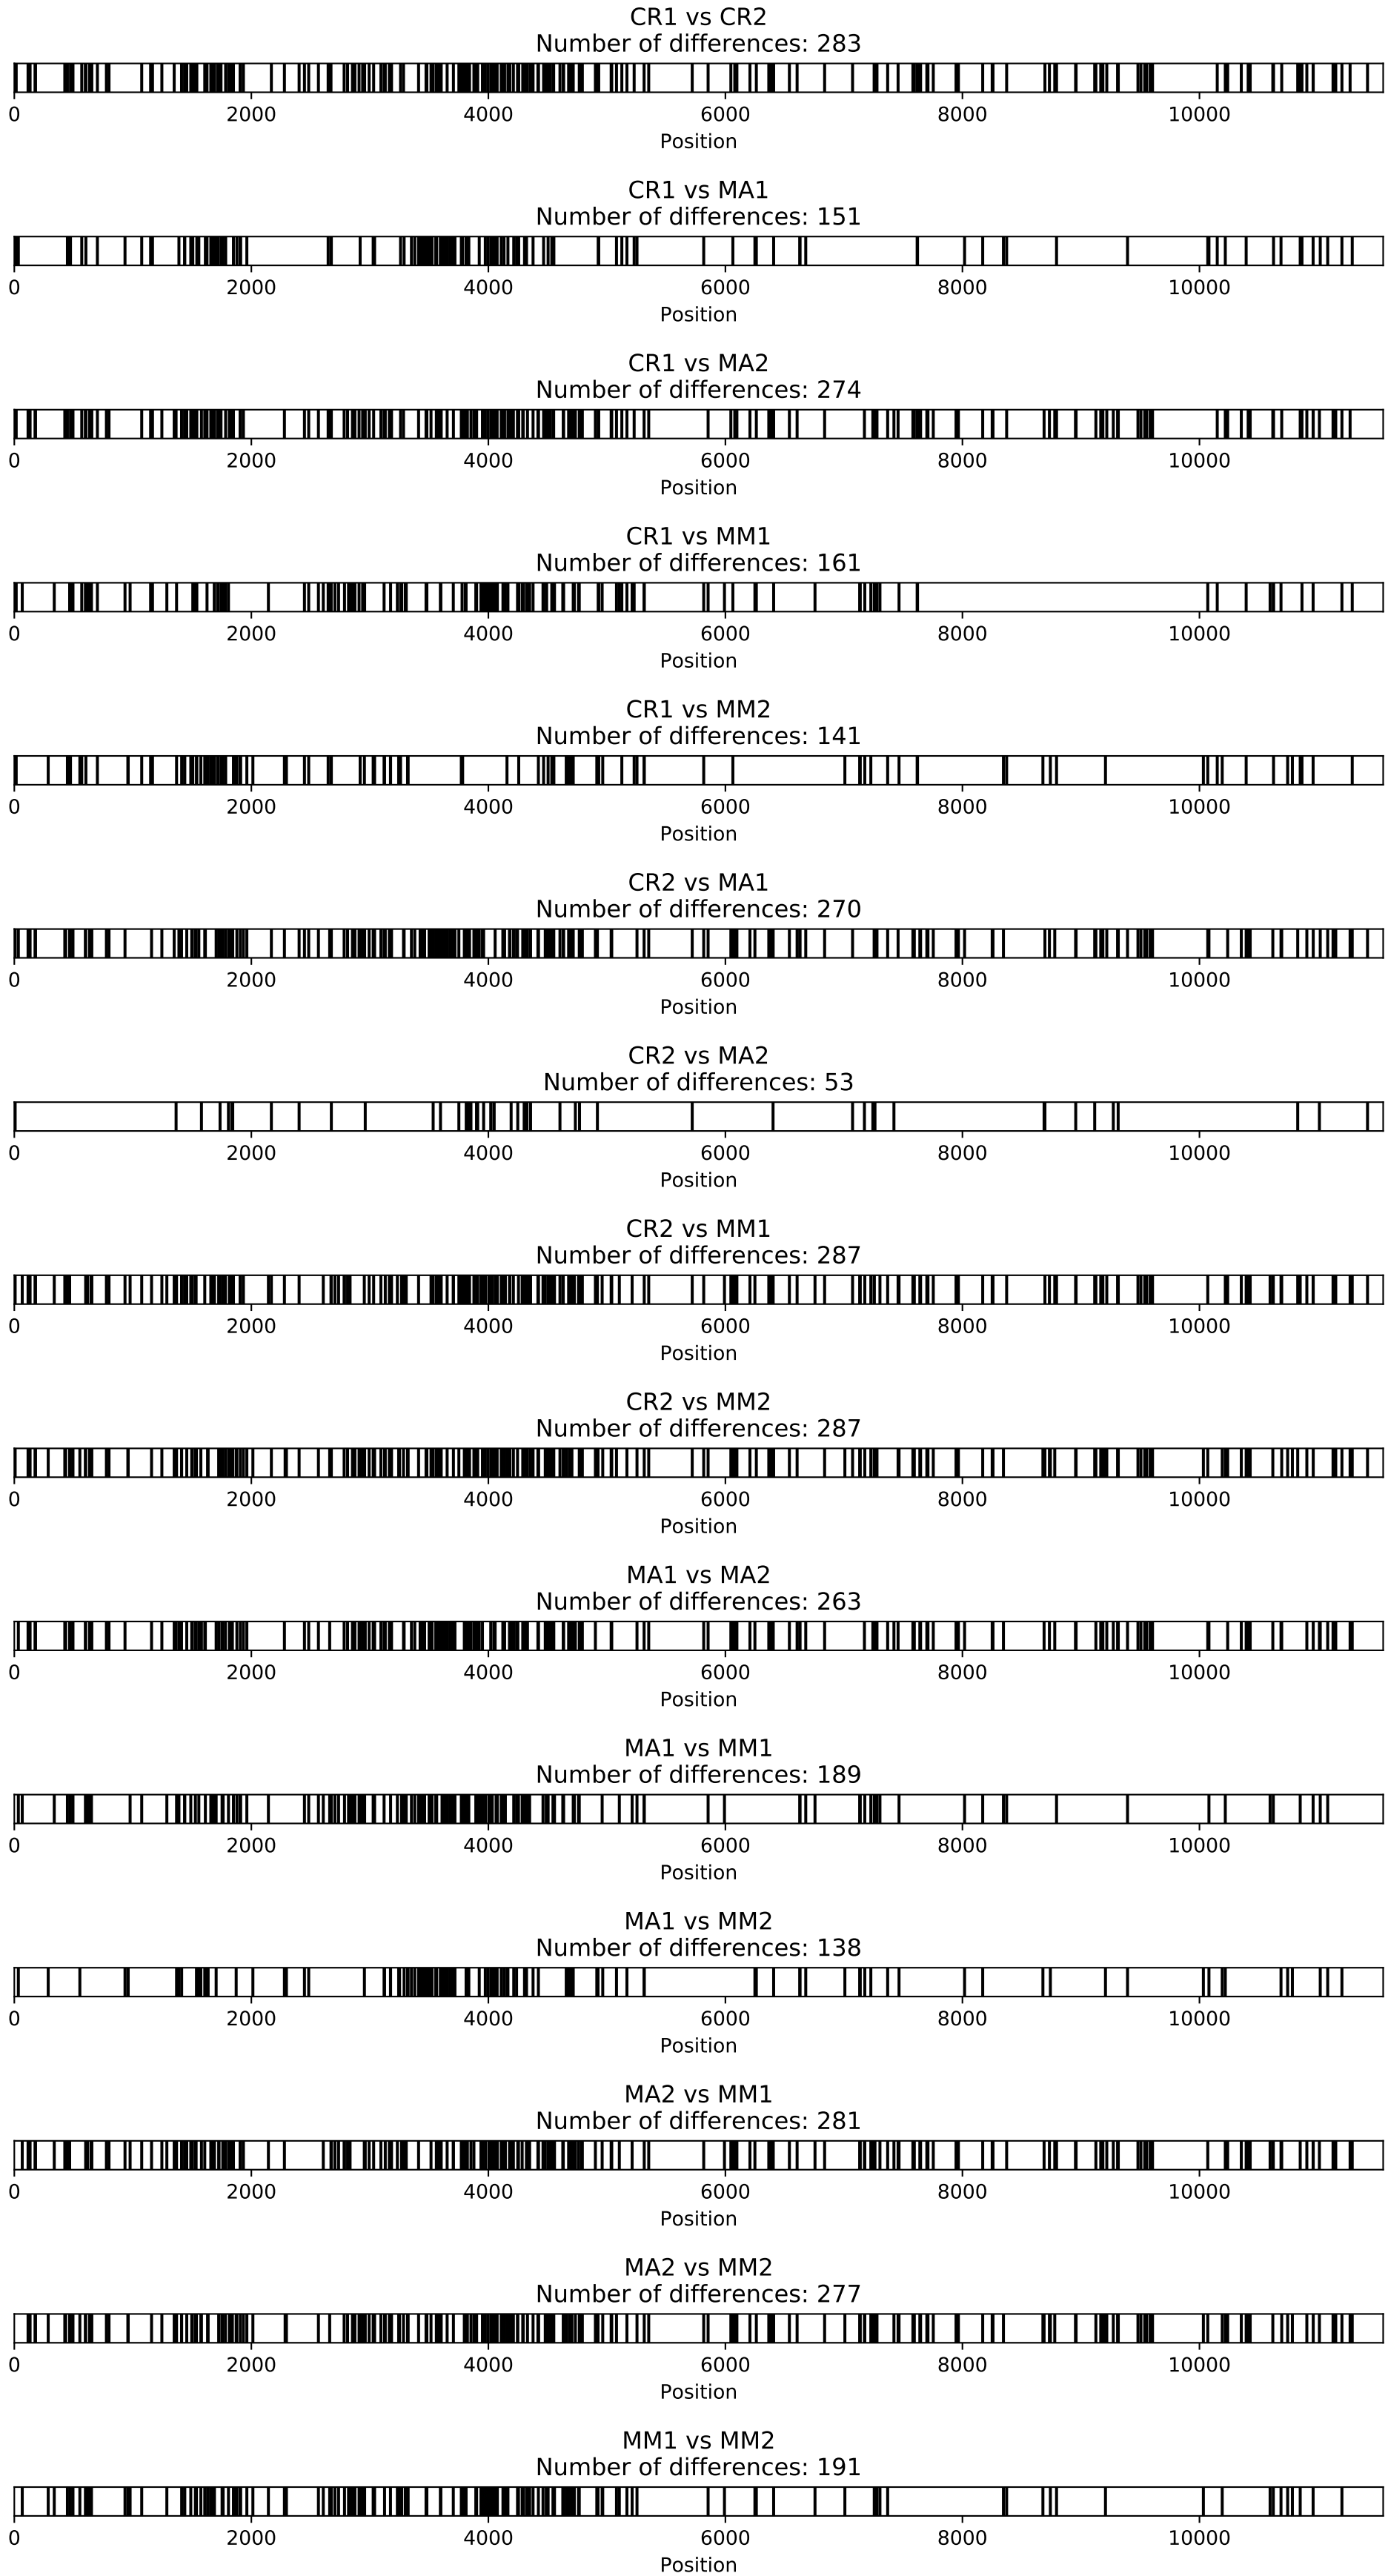 CR1 vs CR2
Number of differences: 283
0 2000 4000 6000 8000 10000
Position
CR1 vs MA1
Number of differences: 151
0 2000 4000 6000 8000 10000
Position
CR1 vs MA2
Number of differences: 274
0 2000 4000 6000 8000 10000
Position
CR1 vs MM1
Number of differences: 161
0 2000 4000 6000 8000 10000
Position
CR1 vs MM2
Number of differences: 141
0 2000 4000 6000 8000 10000
Position
CR2 vs MA1
Number of differences: 270
0 2000 4000 6000 8000 10000
Position
CR2 vs MA2
Number of differences: 53
0 2000 4000 6000 8000 10000
Position
CR2 vs MM1
Number of differences: 287
0 2000 4000 6000 8000 10000
Position
CR2 vs MM2
Number of differences: 287
0 2000 4000 6000 8000 10000
Position
MA1 vs MA2
Number of differences: 263
0 2000 4000 6000 8000 10000
Position
MA1 vs MM1
Number of differences: 189
0 2000 4000 6000 8000 10000
Position
MA1 vs MM2
Number of differences: 138
0 2000 4000 6000 8000 10000
Position
MA2 vs MM1
Number of differences: 281
0 2000 4000 6000 8000 10000
Position
MA2 vs MM2
Number of differences: 277
0 2000 4000 6000 8000 10000
Position
MM1 vs MM2
Number of differences: 191
0 2000 4000 6000 8000 10000
Position